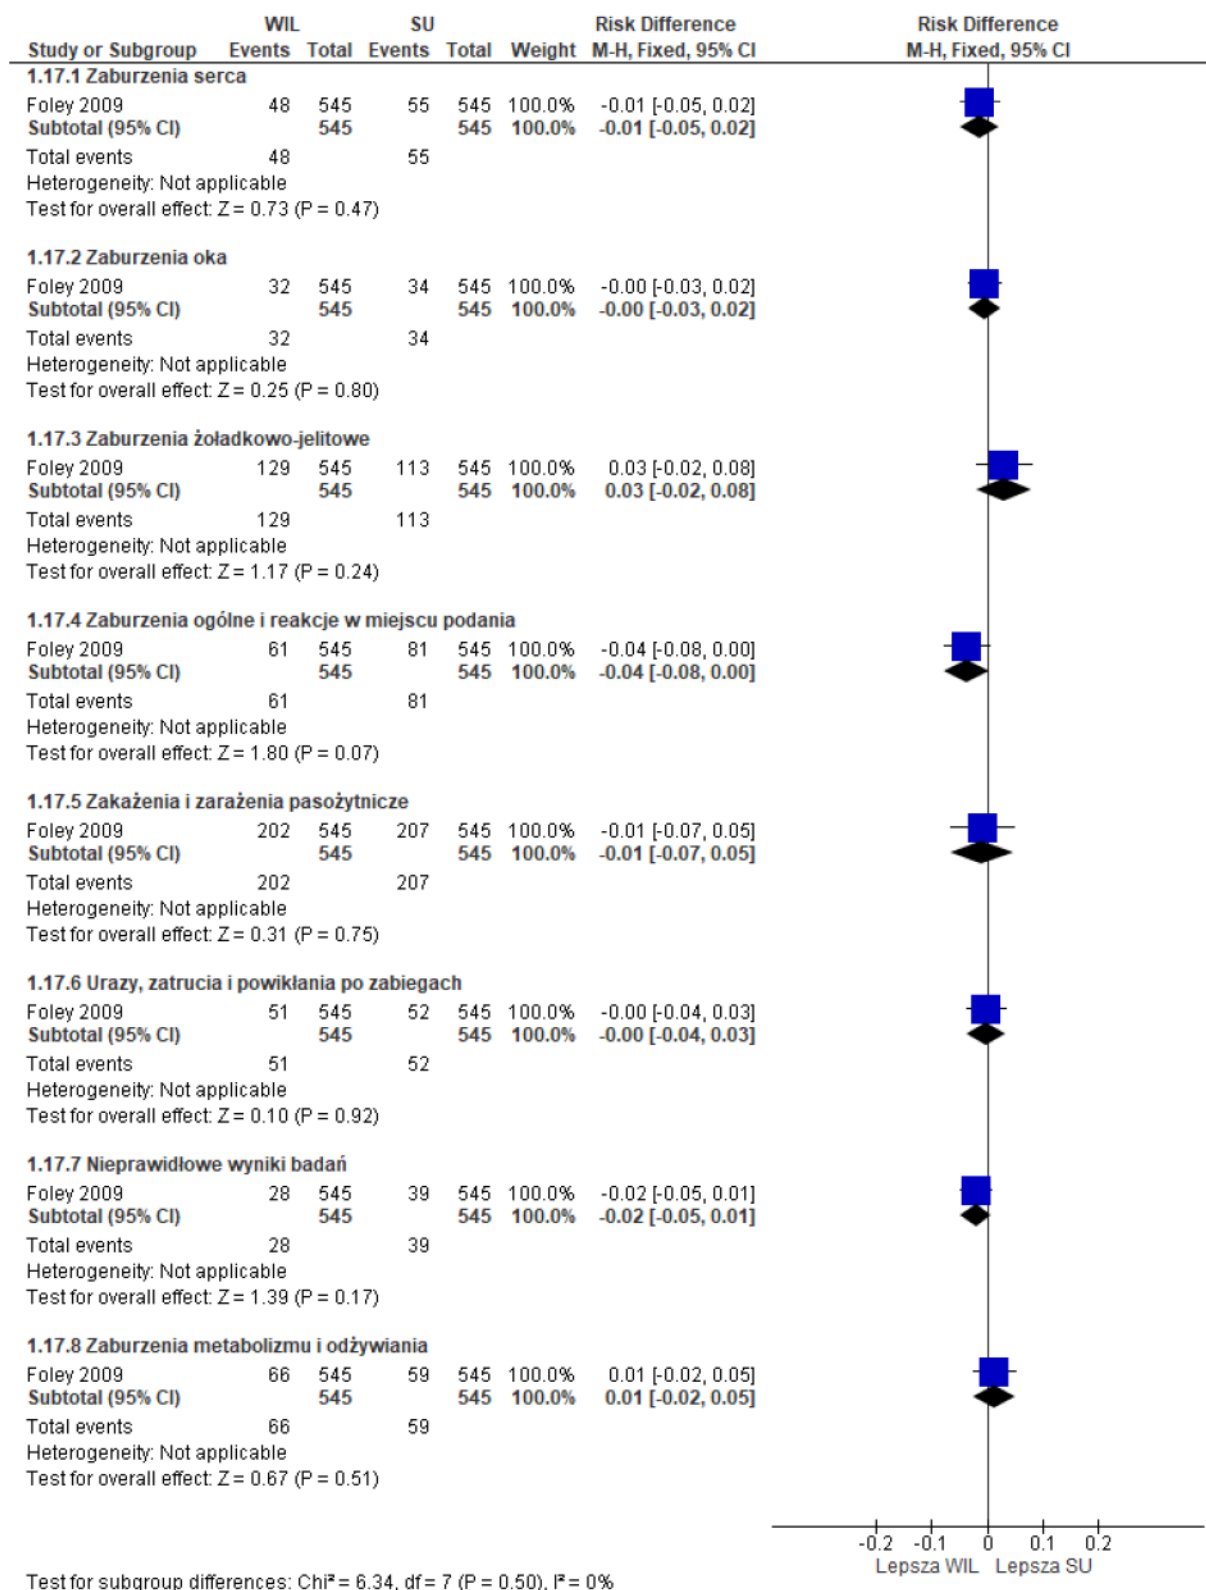 WIL SU Risk Difference Risk Difference
Study or Subgroup Events Total Events Total Weight M-H, Fixed, 95% CI M-H, Fixed, 95% CI
1.17.1 Zaburzenia serca
Foley 2009 48 545 55 545 100.0% -0.01 [-0.05, 0.02]
Subtotal (95% CI) 545 545 100.0% -0.01 [-0.05, 0.02]
Total events 48 55
Heterogeneity: Not applicable
Test for overall effect: Z = 0.73 (P = 0.47)
1.17.2 Zaburzenia oka
Foley 2009 32 545 34 545 100.0% -0.00 [-0.03, 0.02]
Subtotal (95% CI) 545 545 100.0% -0.00 [-0.03, 0.02]
Total events 32 34
Heterogeneity: Not applicable
Test for overall effect: Z = 0.25 (P = 0.80)
1.17.3 Zaburzenia żoładkowo-jelitowe
Foley 2009 129 545 113 545 100.0% 0.03 [-0.02, 0.08]
Subtotal (95% CI) 545 545 100.0% 0.03 [-0.02, 0.08]
Total events 129 113
Heterogeneity: Not applicable
Test for overall effect: Z = 1.17 (P = 0.24)
1.17.4 Zaburzenia ogólne i reakcje w miejscu podania
Foley 2009 61 545 81 545 100.0% -0.04 [-0.08, 0.00]
Subtotal (95% CI) 545 545 100.0% -0.04 [-0.08, 0.00]
Total events 61 81
Heterogeneity: Not applicable
Test for overall effect: Z = 1.80 (P = 0.07)
1.17.5 Zakażenia i zarażenia pasożytnicze
Foley 2009 202 545 207 545 100.0% -0.01 [-0.07, 0.05]
Subtotal (95% CI) 545 545 100.0% -0.01 [-0.07, 0.05]
Total events 202 207
Heterogeneity: Not applicable
Test for overall effect: Z = 0.31 (P = 0.75)
1.17.6 Urazy, zatrucia i powikłania po zabiegach
Foley 2009 51 545 52 545 100.0% -0.00 [-0.04, 0.03]
Subtotal (95% CI) 545 545 100.0% -0.00 [-0.04, 0.03]
Total events 51 52
Heterogeneity: Not applicable
Test for overall effect: Z = 0.10 (P = 0.92)
1.17.7 Nieprawidłowe wyniki badań
Foley 2009 28 545 39 545 100.0% -0.02 [-0.05, 0.01]
Subtotal (95% CI) 545 545 100.0% -0.02 [-0.05, 0.01]
Total events 28 39
Heterogeneity: Not applicable
Test for overall effect: Z = 1.39 (P = 0.17)
1.17.8 Zaburzenia metabolizmu i odżywiania
Foley 2009 66 545 59 545 100.0% 0.01 [-0.02, 0.05]
Subtotal (95% CI) 545 545 100.0% 0.01 [-0.02, 0.05]
Total events 66 59
Heterogeneity: Not applicable
Test for overall effect: Z = 0.67 (P = 0.51)
-0.2 -0.1 0 0.1 0.2
Lepsza WIL Lepsza SU
Test for subgroup differences: Chi² = 6.34, df = 7 (P = 0.50), I² = 0%